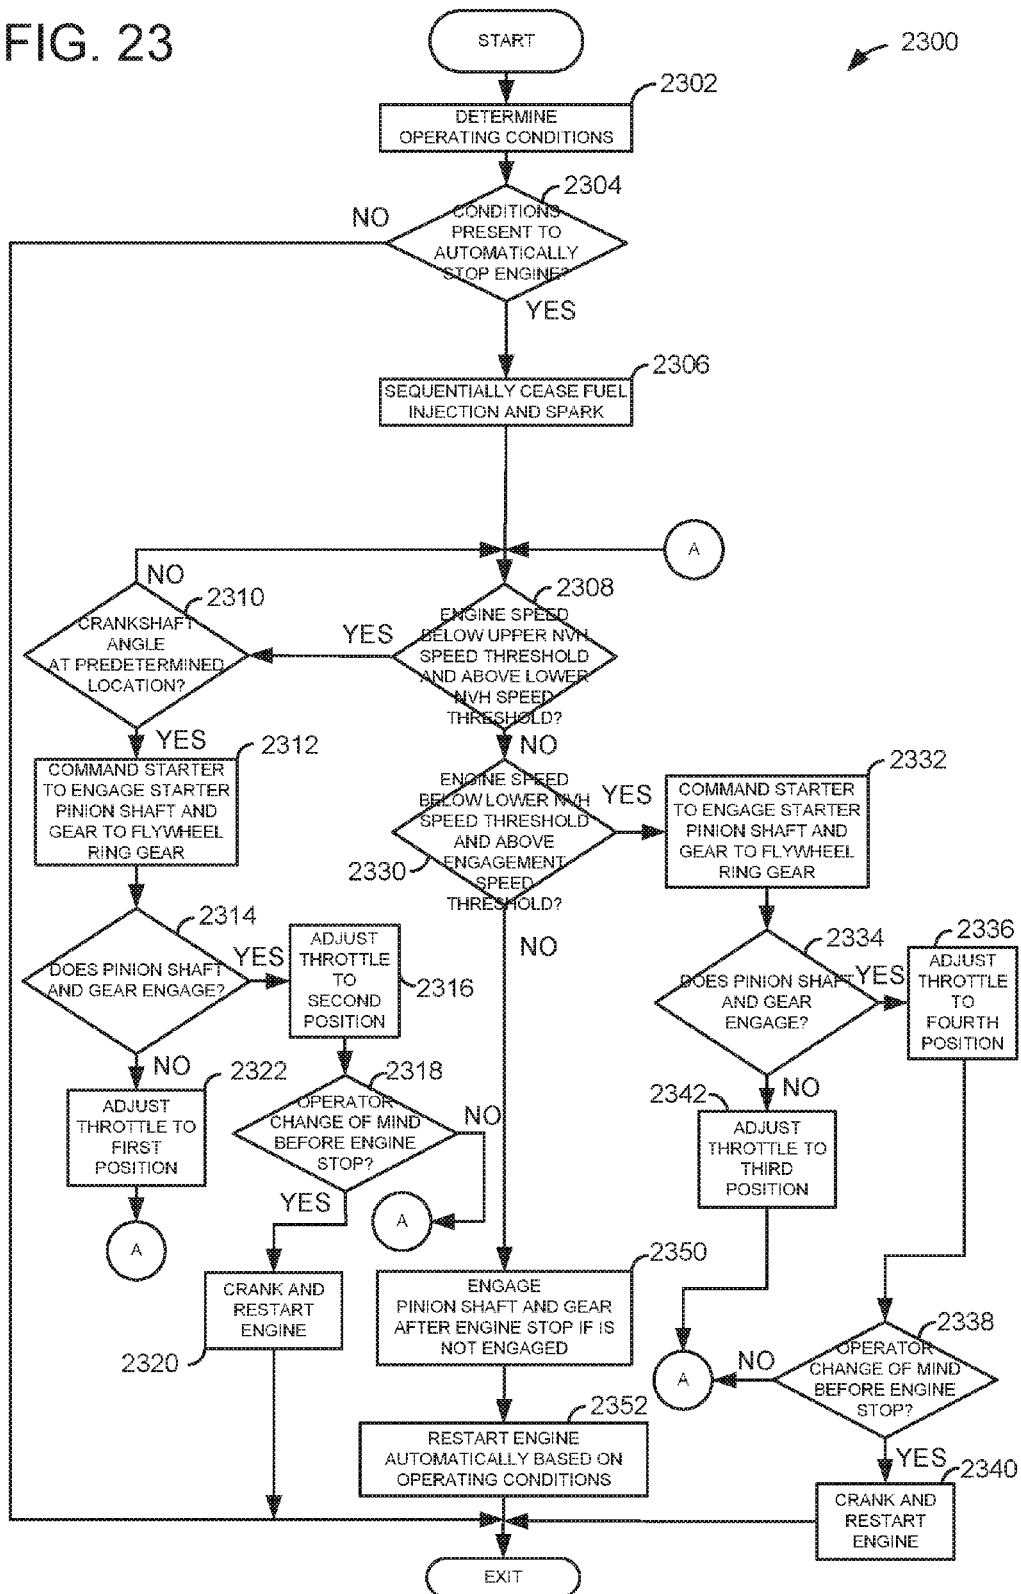 FIG. 23
START
2300
2302
DETERMINE
OPERATING CONDITIONS
2304
NO
CONDITIONS
PRESENT TO
AUTOMATICALLY
STOP ENGINE?
YES
2306
SEQUENTIALLY CEASE FUEL
INJECTION AND SPARK
A
NO
2310
CRANKSHAFT
ANGLE
AT PREDETERMINED
LOCATION?
YES
2308
ENGINE SPEED
BELOW UPPER NVH
SPEED THRESHOLD
AND ABOVE LOWER
NVH SPEED
THRESHOLD?
YES
2312
COMMAND STARTER
TO ENGAGE STARTER
PINION SHAFT AND
GEAR TO FLYWHEEL
RING GEAR
NO
ENGINE SPEED
BELOW LOWER NVH
SPEED THRESHOLD
AND ABOVE
ENGAGEMENT
SPEED
THRESHOLD?
2330
YES
2332
COMMAND STARTER
TO ENGAGE STARTER
PINION SHAFT AND
GEAR TO FLYWHEEL
RING GEAR
2314
DOES PINION SHAFT
AND GEAR ENGAGE?
YES
ADJUST
THROTTLE
TO
SECOND
POSITION
2316
NO
2334
DOES PINION SHAFT
AND GEAR
ENGAGE?
YES
2336
ADJUST
THROTTLE
TO
FOURTH
POSITION
NO
2322
ADJUST
THROTTLE TO
FIRST
POSITION
A
2318
OPERATOR
CHANGE OF MIND
BEFORE ENGINE
STOP?
NO
YES
A
NO
2342
ADJUST
THROTTLE TO
THIRD
POSITION
CRANK AND
RESTART
ENGINE
2320
2350
ENGAGE
PINION SHAFT AND GEAR
AFTER ENGINE STOP IF IS
NOT ENGAGED
A
NO
2338
OPERATOR
CHANGE OF MIND
BEFORE ENGINE
STOP?
2352
RESTART ENGINE
AUTOMATICALLY BASED ON
OPERATING CONDITIONS
YES
2340
CRANK AND
RESTART
ENGINE
EXIT